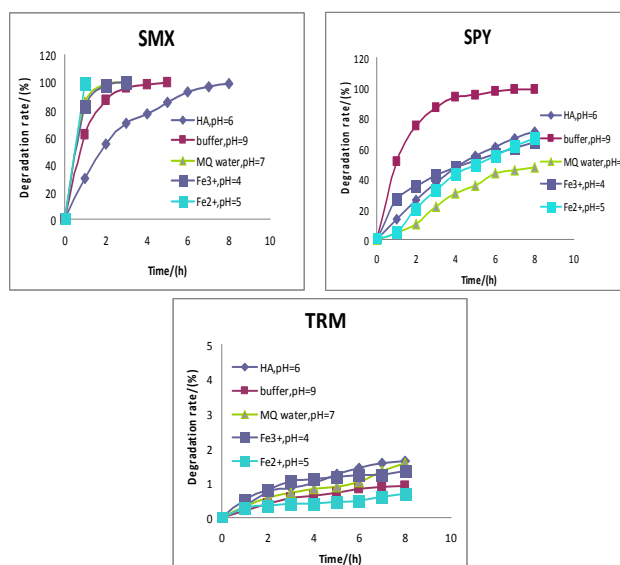 SMX
Degradation rate/(%)
120
100
80
60
40
20
0
0 2 4 6 8 10
Time/(h)
HA,pH=6
buffer,pH=9
MQ water,pH=7
Fe3+,pH=4
Fe2+,pH=5
SPY
Degradation rate/(%)
120
100
80
60
40
20
0
0 5 10
Time/(h)
HA,pH=6
buffer,pH=9
MQ water,pH=
Fe3+,pH=4
Fe2+,pH=5
TRM
Degradation rate/(%)
5
4
3
2
1
0
0 2 4 6 8 10
Time/(h)
HA,pH=6
buffer,pH=9
MQ water,pH=7
Fe3+,pH=4
Fe2+,pH=5